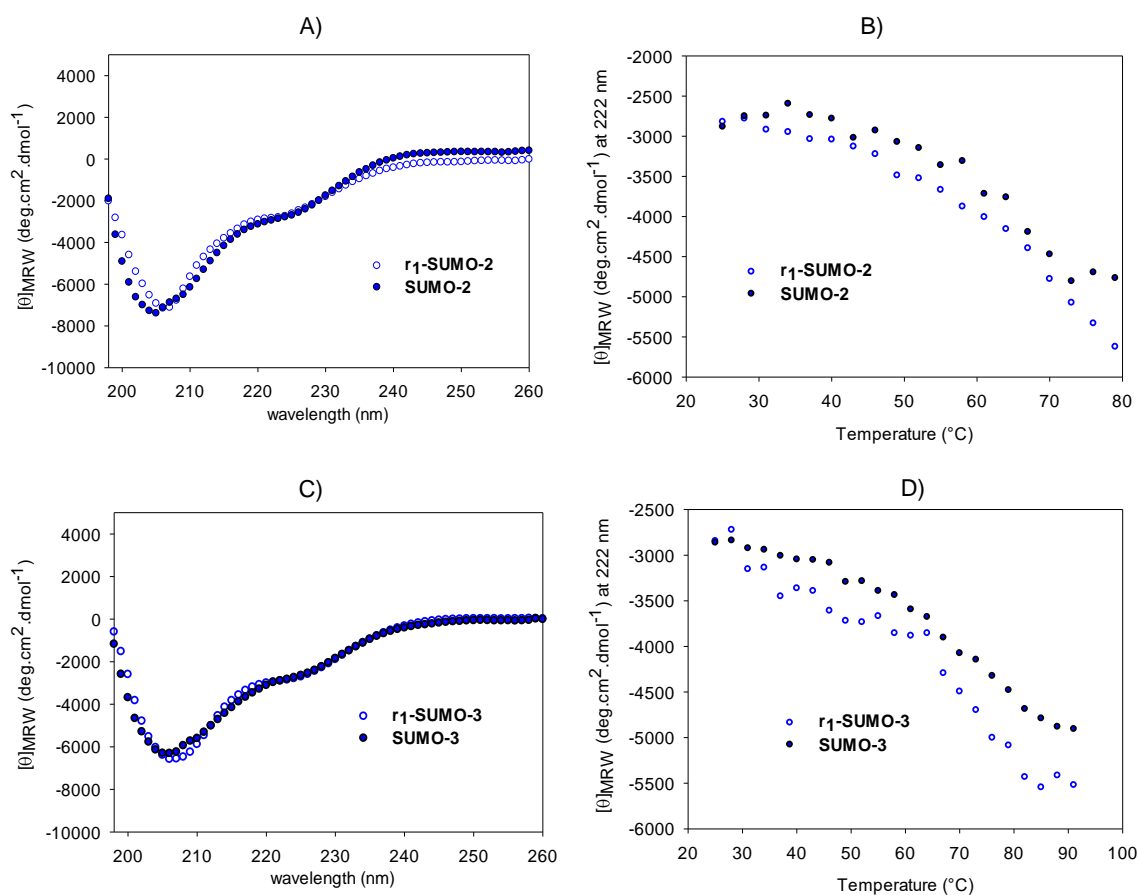 A)
4000
2000
0
-2000
-4000
-6000
-8000
-10000
[θ]MRW (deg.cm².dmol⁻¹)
r₁-SUMO-2
SUMO-2
200 210 220 230 240 250 260
wavelength (nm)
B)
-2000
-2500
-3000
-3500
-4000
-4500
-5000
-5500
-6000
[θ]MRW (deg.cm².dmol⁻¹) at 222 nm
r₁-SUMO-2
SUMO-2
20 30 40 50 60 70 80
Temperature (°C)
C)
4000
2000
0
-2000
-4000
-6000
-8000
-10000
[θ]MRW (deg.cm².dmol⁻¹)
r₁-SUMO-3
SUMO-3
200 210 220 230 240 250 260
wavelength (nm)
D)
-2500
-3000
-3500
-4000
-4500
-5000
-5500
-6000
[θ]MRW (deg.cm².dmol⁻¹) at 222 nm
r₁-SUMO-3
SUMO-3
20 30 40 50 60 70 80 90 100
Temperature (°C)